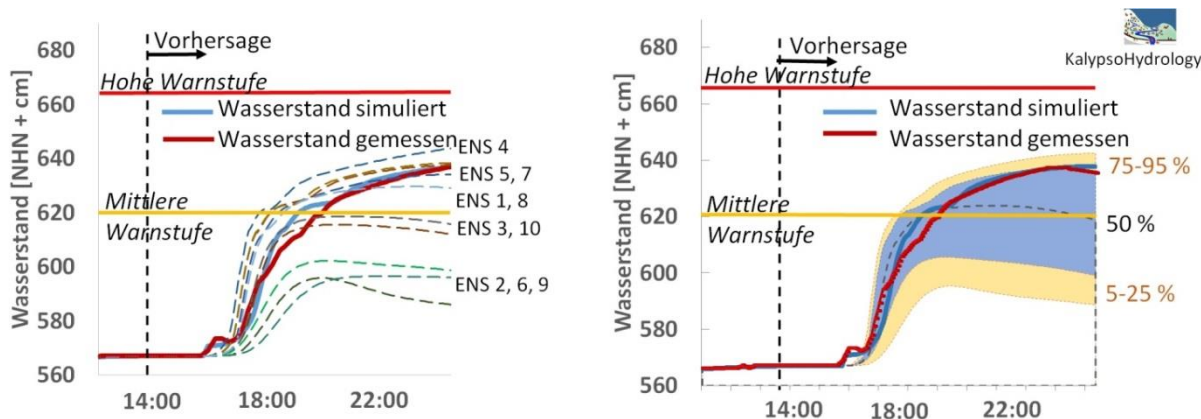 Wasserstand [NHN + cm]
680
660
640
620
600
580
560
Vorhersage
Hohe Warnstufe
Wasserstand simuliert
Wasserstand gemessen
Mittlere
Warnstufe
ENS 4
ENS 5, 7
ENS 1, 8
ENS 3, 10
ENS 2, 6, 9
14:00
18:00
22:00
Wasserstand [NHN + cm]
680
660
640
620
600
580
560
Vorhersage
KalypsoHydrology
Hohe Warnstufe
Wasserstand simuliert
Wasserstand gemessen
Mittlere
Warnstufe
75-95 %
50 %
5-25 %
14:00
18:00
22:00